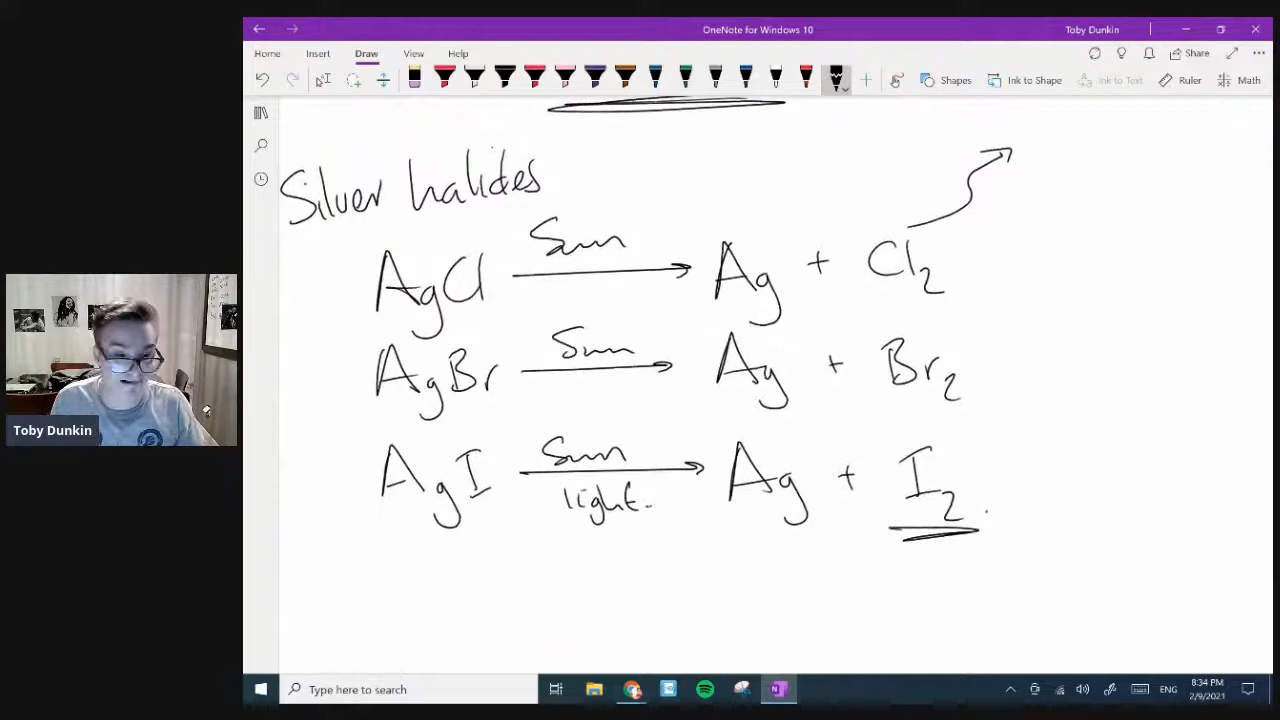 OneNote for Windows 10
Toby Dunkin
Home Insert Draw View Help
Share
Shapes Ink to Shape Ink to Text Ruler Math
Silver halides
AgCl Sun Ag + Cl2
AgBr Sun Ag + Br2
AgI Sun light. Ag + I2
Toby Dunkin
Type here to search
ENG
8:34 PM
2/9/2021